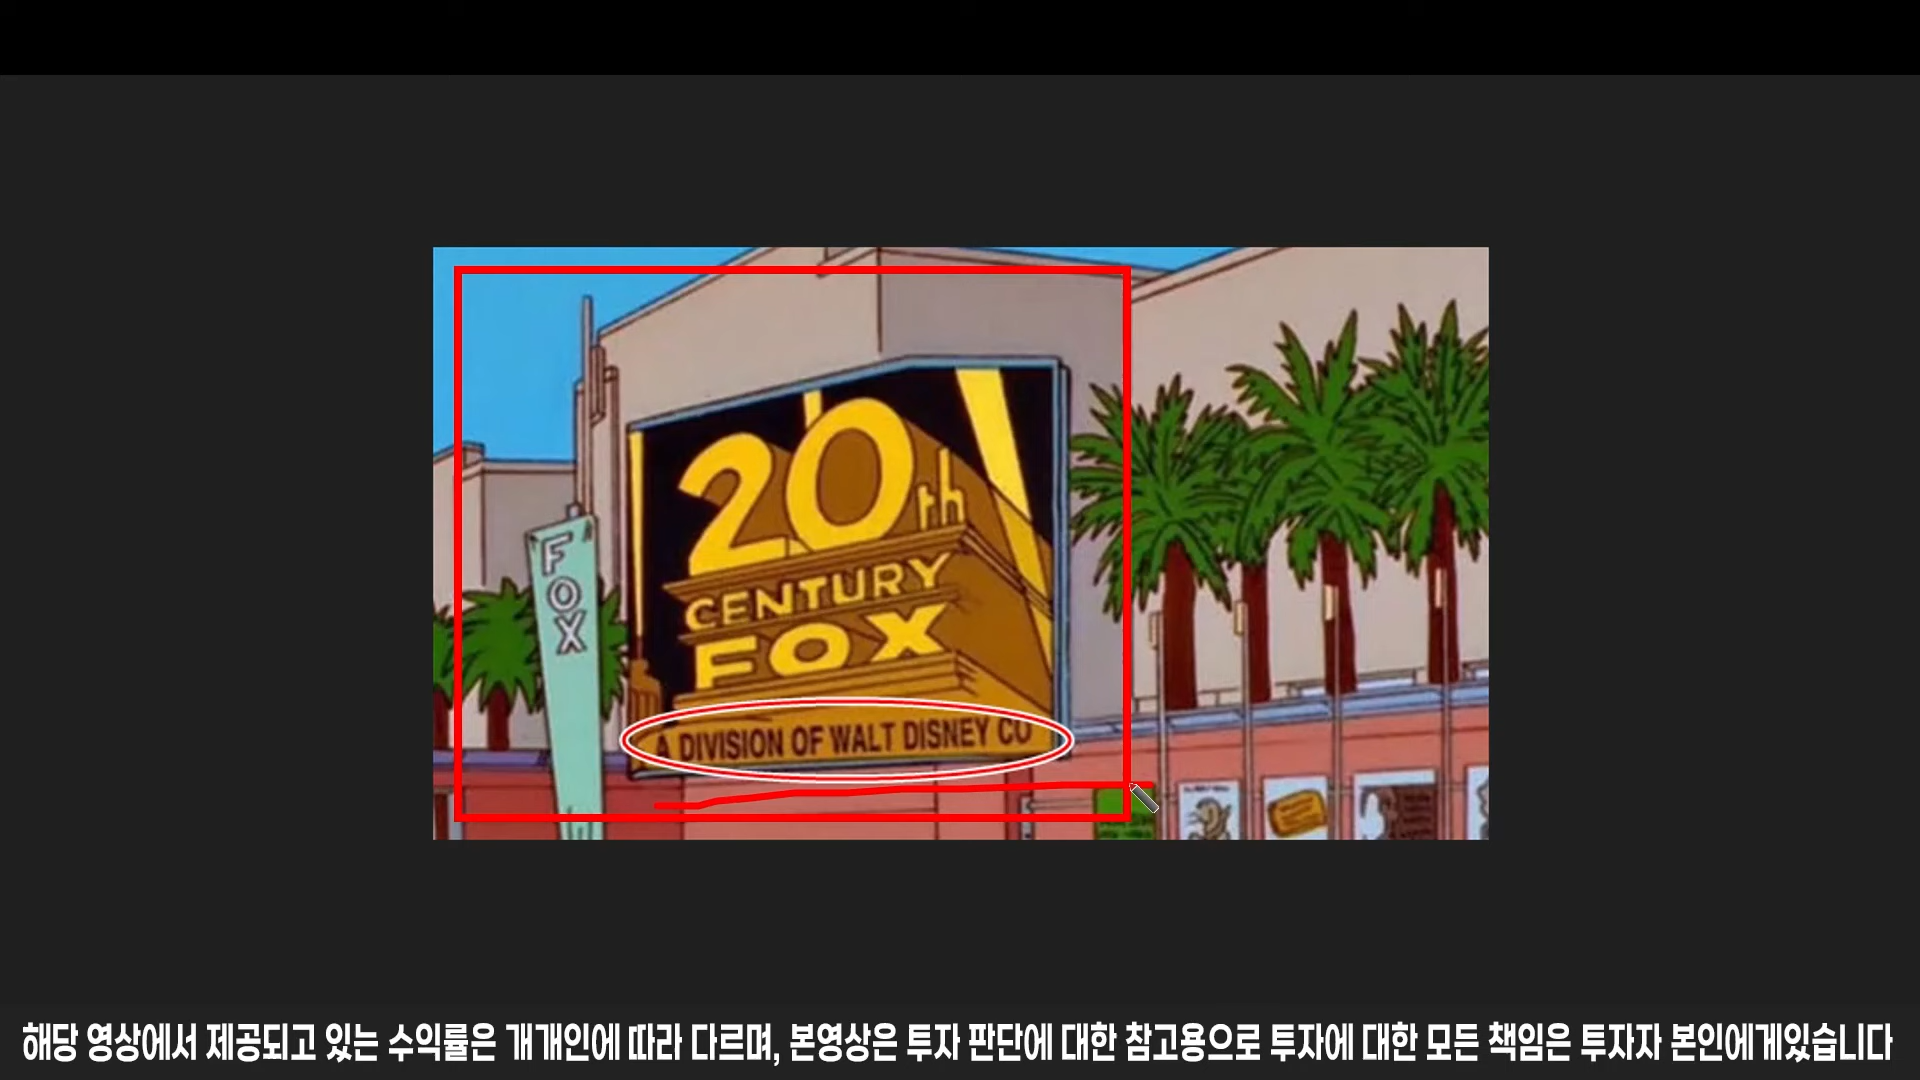 20th
CENTURY
FOX
A DIVISION OF WALT DISNEY CO
FOX
해당 영상에서 제공되고 있는 수익률은 개개인에 따라 다르며, 본영상은 투자 판단에 대한 참고용으로 투자에 대한 모든 책임은 투자자 본인에게있습니다